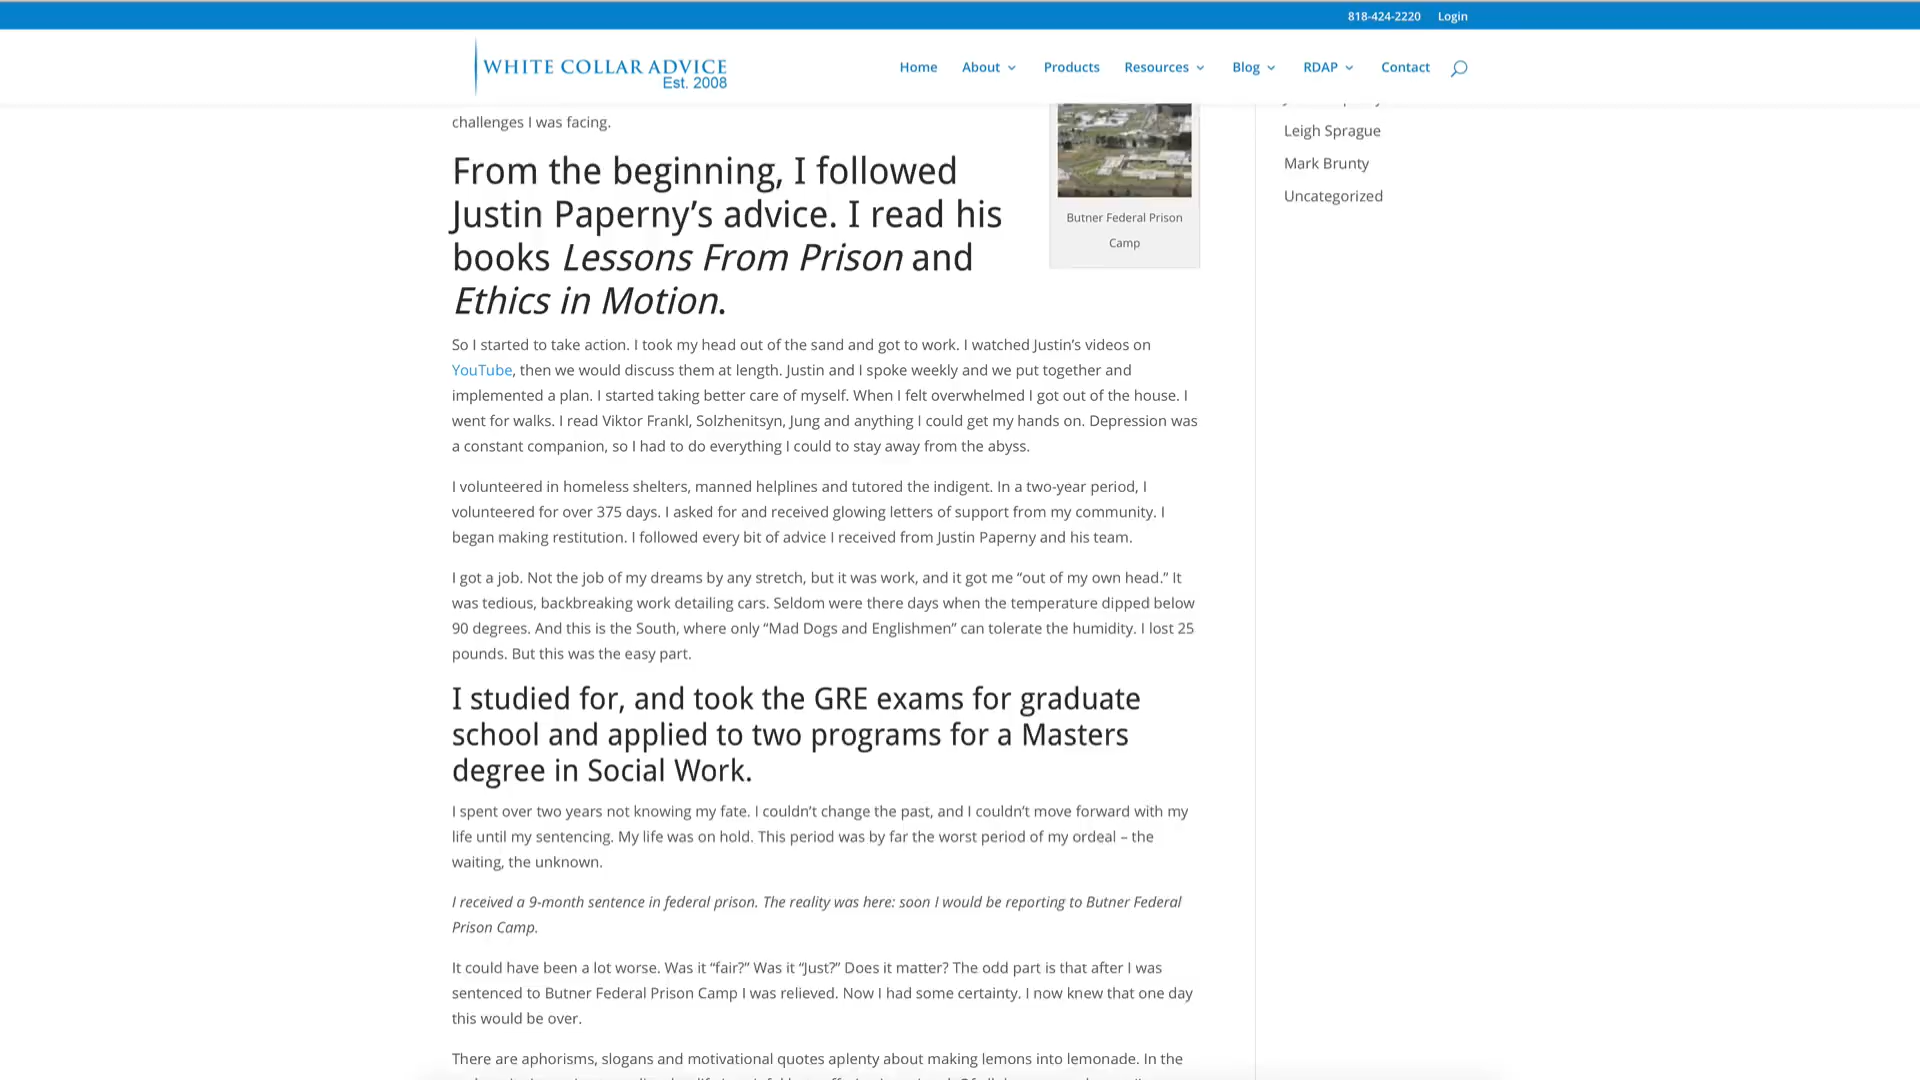 818-424-2220 Login
WHITE COLLAR ADVICE
Est. 2008
Home About Products Resources Blog RDAP Contact
challenges I was facing.
From the beginning, I followed
Justin Paperny’s advice. I read his
books Lessons From Prison and
Ethics in Motion.
Butner Federal Prison
Camp
So I started to take action. I took my head out of the sand and got to work. I watched Justin’s videos on
YouTube, then we would discuss them at length. Justin and I spoke weekly and we put together and
implemented a plan. I started taking better care of myself. When I felt overwhelmed I got out of the house. I
went for walks. I read Viktor Frankl, Solzhenitsyn, Jung and anything I could get my hands on. Depression was
a constant companion, so I had to do everything I could to stay away from the abyss.
I volunteered in homeless shelters, manned helplines and tutored the indigent. In a two-year period, I
volunteered for over 375 days. I asked for and received glowing letters of support from my community. I
began making restitution. I followed every bit of advice I received from Justin Paperny and his team.
I got a job. Not the job of my dreams by any stretch, but it was work, and it got me “out of my own head.” It
was tedious, backbreaking work detailing cars. Seldom were there days when the temperature dipped below
90 degrees. And this is the South, where only “Mad Dogs and Englishmen” can tolerate the humidity. I lost 25
pounds. But this was the easy part.
I studied for, and took the GRE exams for graduate
school and applied to two programs for a Masters
degree in Social Work.
I spent over two years not knowing my fate. I couldn’t change the past, and I couldn’t move forward with my
life until my sentencing. My life was on hold. This period was by far the worst period of my ordeal – the
waiting, the unknown.
I received a 9-month sentence in federal prison. The reality was here: soon I would be reporting to Butner Federal
Prison Camp.
It could have been a lot worse. Was it “fair?” Was it “Just?” Does it matter? The odd part is that after I was
sentenced to Butner Federal Prison Camp I was relieved. Now I had some certainty. I now knew that one day
this would be over.
There are aphorisms, slogans and motivational quotes aplenty about making lemons into lemonade. In the
Leigh Sprague
Mark Brunty
Uncategorized